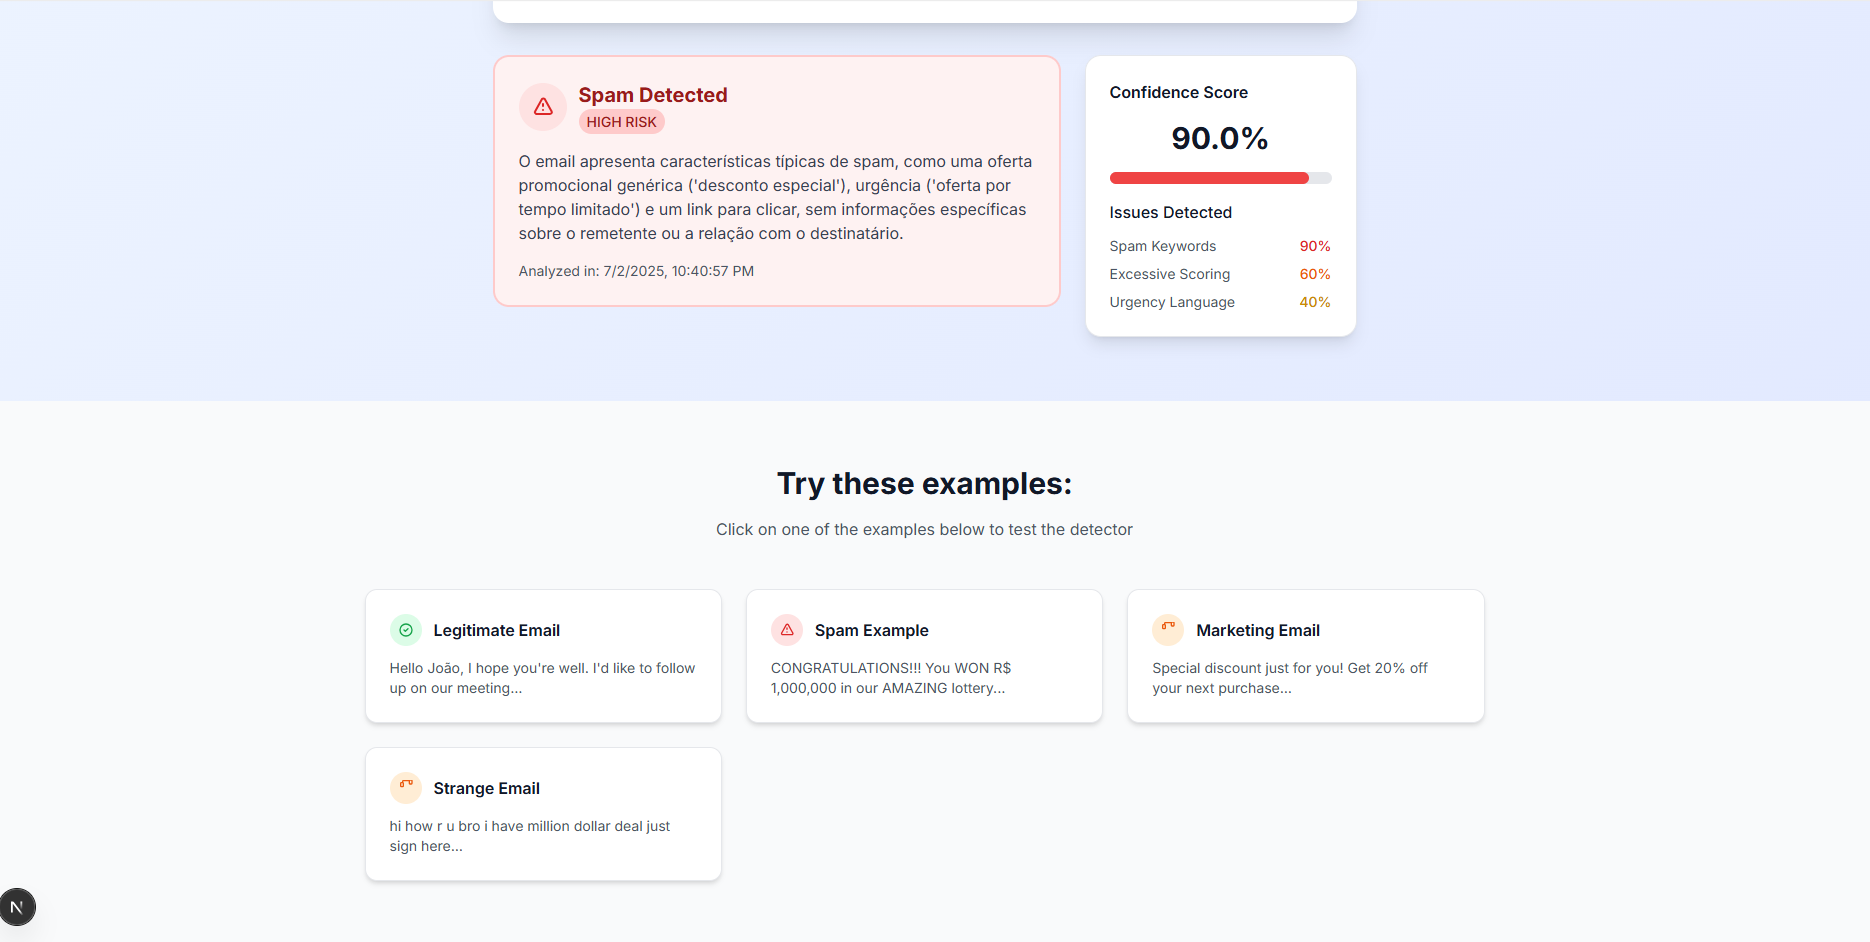 Spam Detected
HIGH RISK
O email apresenta características típicas de spam, como uma oferta
promocional genérica ('desconto especial'), urgência ('oferta por
tempo limitado') e um link para clicar, sem informações específicas
sobre o remetente ou a relação com o destinatário.
Analyzed in: 7/2/2025, 10:40:57 PM
Confidence Score
90.0%
Issues Detected
Spam Keywords 90%
Excessive Scoring 60%
Urgency Language 40%
Try these examples:
Click on one of the examples below to test the detector
Legitimate Email
Hello João, I hope you're well. I'd like to follow
up on our meeting...
Spam Example
CONGRATULATIONS!!! You WON R$
1,000,000 in our AMAZING lottery...
Marketing Email
Special discount just for you! Get 20% off
your next purchase...
Strange Email
hi how r u bro i have million dollar deal just
sign here...
N